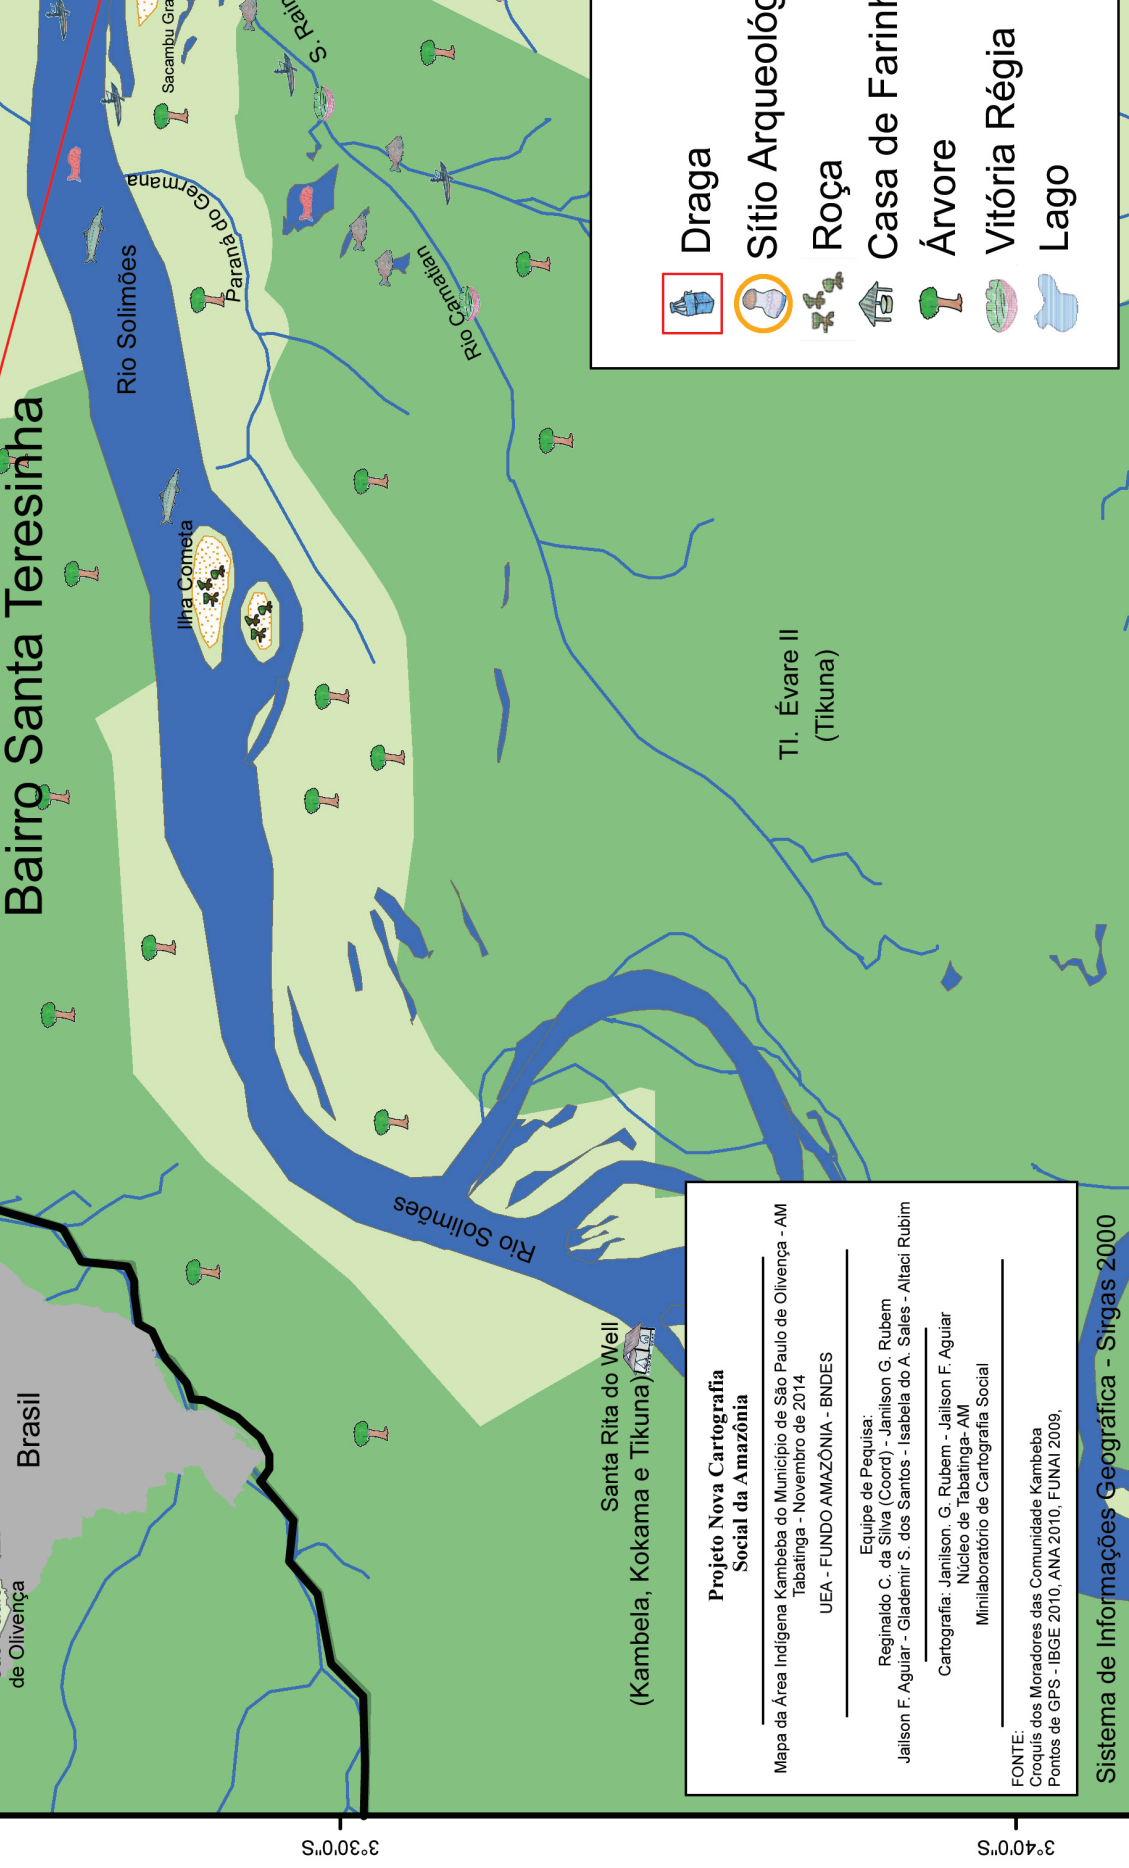 Bairro Santa Teresinha
Brasil
de Olivença
Rio Solimões
Ilha Cometa
Paraná do Germana
Sacambu
S.
Rio Camatian
TI. Évare II
(Tikuna)
Rio Solimões
Santa Rita do Well
(Kambela, Kokama e Tikuna)
Draga
Roça
Casa de
Árvore
Vitória Régia
Lago
Projeto Nova Cartografia
Social da Amazônia
Mapa da Área Indígena Kambeba do Municipio de São Paulo de Olivença - AM
Tabatinga - Novembro de 2014
UEA - FUNDO AMAZÔNIA - BNDES
Equipe de Pequisa:
Reginaldo C. da Silva (Coord) - Janilson G. Rubem
Jailson F. Aguiar - Glademir S. dos Santos - Isabela do A. Sales - Altaci Rubim
Cartografia: Janilson. G. Rubem - Jailson F. Aguiar
Núcleo de Tabatinga- AM
Minilaboratório de Cartografia Social
FONTE:
Croquís dos Moradores das Comunidade Kambeba
Pontos de GPS - IBGE 2010, ANA 2010, FUNAI 2009,
Sistema de Informações Geográfica - Sirgas 2000
3°30'0"S
3°40'0"S